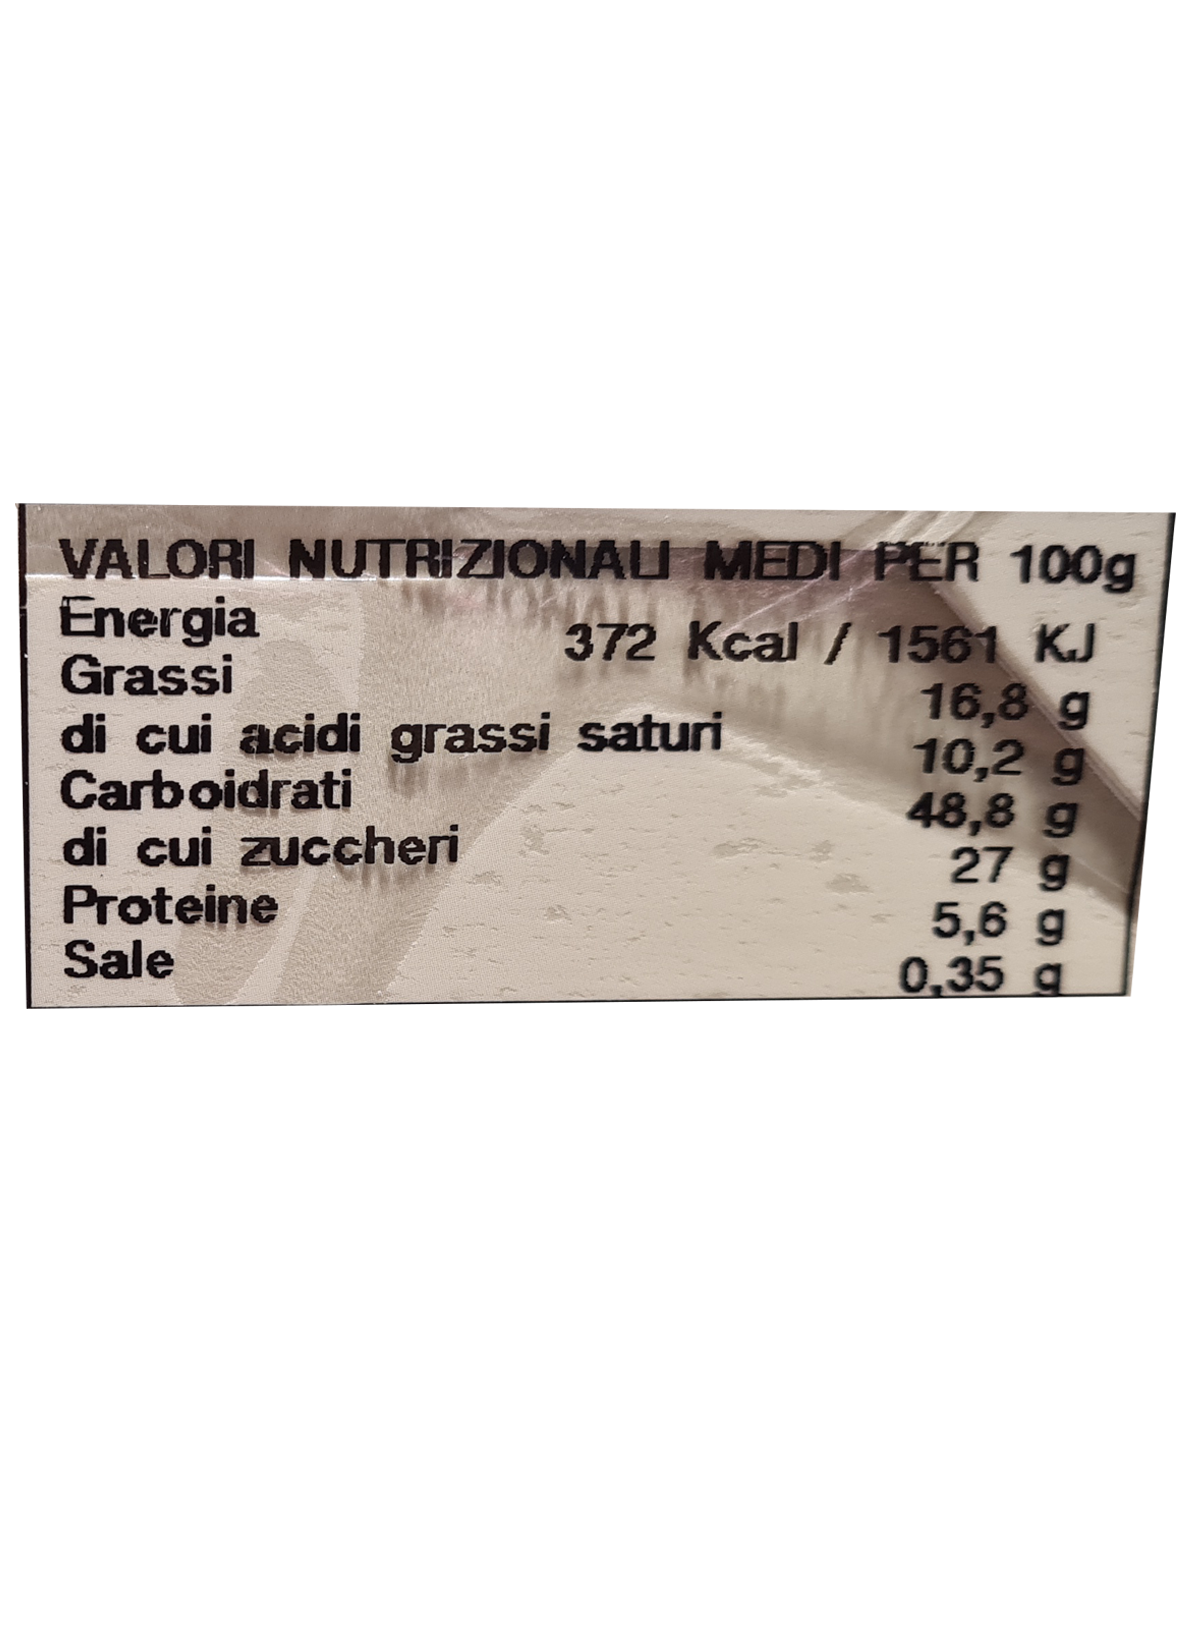 VALORI NUTRIZIONALI MEDI PER 100g
Energia 372 Kcal / 1561 KJ
Grassi 16,8 g
di cui acidi grassi saturi 10,2 g
Carboidrati 48,8 g
di cui zuccheri 27 g
Proteine 5,6 g
Sale 0,35 g